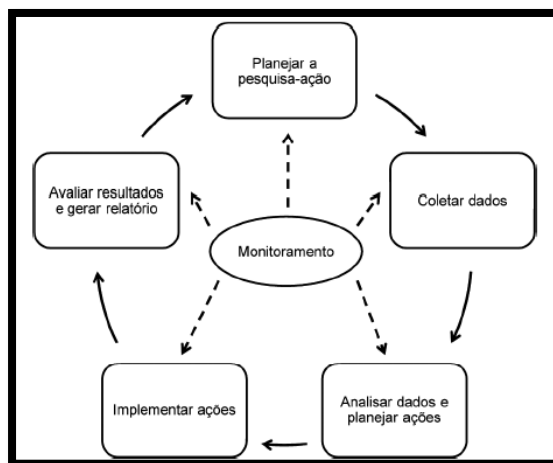 Planejar a
pesquisa-ação
Avaliar resultados
e gerar relatório
Coletar dados
Monitoramento
Implementar ações
Analisar dados e
planejar ações